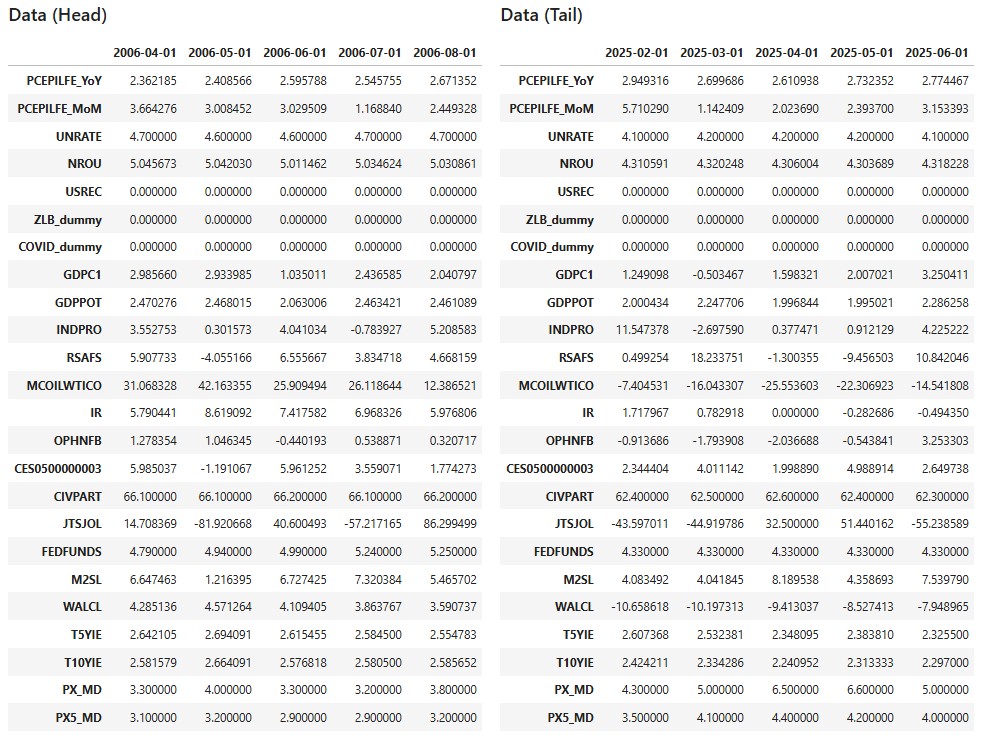 Data (Head)
2006-04-01 2006-05-01 2006-06-01 2006-07-01 2006-08-01
PCEPILFE_YoY 2.362185 2.408566 2.595788 2.545755 2.671352
PCEPILFE_MoM 3.664276 3.008452 3.029509 1.168840 2.449328
UNRATE 4.700000 4.600000 4.600000 4.700000 4.700000
NROU 5.045673 5.042030 5.011462 5.034624 5.030861
USREC 0.000000 0.000000 0.000000 0.000000 0.000000
ZLB_dummy 0.000000 0.000000 0.000000 0.000000 0.000000
COVID_dummy 0.000000 0.000000 0.000000 0.000000 0.000000
GDPC1 2.985660 2.933985 1.035011 2.436585 2.040797
GDPPOT 2.470276 2.468015 2.063006 2.463421 2.461089
INDPRO 3.552753 0.301573 4.041034 -0.783927 5.208583
RSAFS 5.907733 -4.055166 6.555667 3.834718 4.668159
MCOILWTICO 31.068328 42.163355 25.909494 26.118644 12.386521
IR 5.790441 8.619092 7.417582 6.968326 5.976806
OPHNFB 1.278354 1.046345 -0.440193 0.538871 0.320717
CES0500000003 5.985037 -1.191067 5.961252 3.559071 1.774273
CIVPART 66.100000 66.100000 66.200000 66.100000 66.200000
JTSJOL 14.708369 -81.920668 40.600493 -57.217165 86.299499
FEDFUNDS 4.790000 4.940000 4.990000 5.240000 5.250000
M2SL 6.647463 1.216395 6.727425 7.320384 5.465702
WALCL 4.285136 4.571264 4.109405 3.863767 3.590737
T5YIE 2.642105 2.694091 2.615455 2.584500 2.554783
T10YIE 2.581579 2.664091 2.576818 2.580500 2.585652
PX_MD 3.300000 4.000000 3.300000 3.200000 3.800000
PX5_MD 3.100000 3.200000 2.900000 2.900000 3.200000
Data (Tail)
2025-02-01 2025-03-01 2025-04-01 2025-05-01 2025-06-01
PCEPILFE_YoY 2.949316 2.699686 2.610938 2.732352 2.774467
PCEPILFE_MoM 5.710290 1.142409 2.023690 2.393700 3.153393
UNRATE 4.100000 4.200000 4.200000 4.200000 4.100000
NROU 4.310591 4.320248 4.306004 4.303689 4.318228
USREC 0.000000 0.000000 0.000000 0.000000 0.000000
ZLB_dummy 0.000000 0.000000 0.000000 0.000000 0.000000
COVID_dummy 0.000000 0.000000 0.000000 0.000000 0.000000
GDPC1 1.249098 -0.503467 1.598321 2.007021 3.250411
GDPPOT 2.000434 2.247706 1.996844 1.995021 2.286258
INDPRO 11.547378 -2.697590 0.377471 0.912129 4.225222
RSAFS 0.499254 18.233751 -1.300355 -9.456503 10.842046
MCOILWTICO -7.404531 -16.043307 -25.553603 -22.306923 -14.541808
IR 1.717967 0.782918 0.000000 -0.282686 -0.494350
OPHNFB -0.913686 -1.793908 -2.036688 -0.543841 3.253303
CES0500000003 2.344404 4.011142 1.998890 4.988914 2.649738
CIVPART 62.400000 62.500000 62.600000 62.400000 62.300000
JTSJOL -43.597011 -44.919786 32.500000 51.440162 -55.238589
FEDFUNDS 4.330000 4.330000 4.330000 4.330000 4.330000
M2SL 4.083492 4.041845 8.189538 4.358693 7.539790
WALCL -10.658618 -10.197313 -9.413037 -8.527413 -7.948965
T5YIE 2.607368 2.532381 2.348095 2.383810 2.325500
T10YIE 2.424211 2.334286 2.240952 2.313333 2.297000
PX_MD 4.300000 5.000000 6.500000 6.600000 5.000000
PX5_MD 3.500000 4.100000 4.400000 4.200000 4.000000